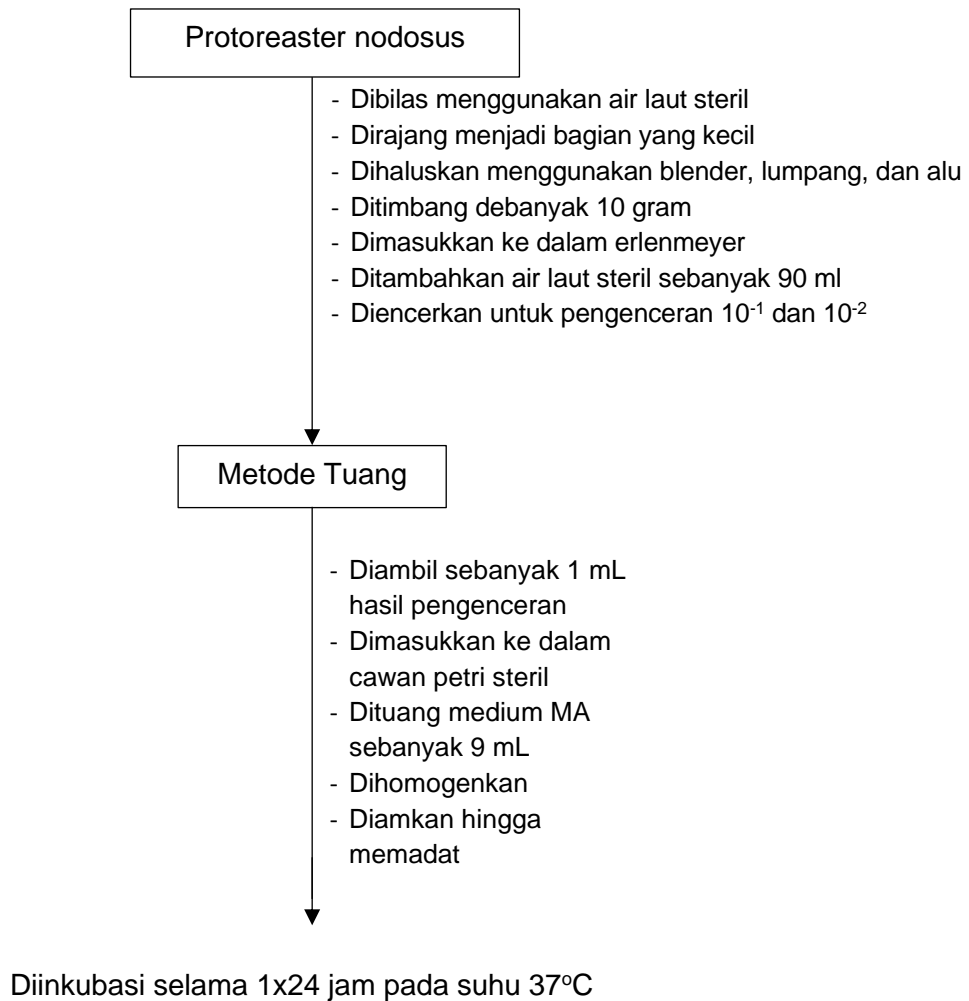 Protoreaster nodosus
- Dibilas menggunakan air laut steril
- Dirajang menjadi bagian yang kecil
- Dihaluskan menggunakan blender, lumpang, dan alu
- Ditimbang debanyak 10 gram
- Dimasukkan ke dalam erlenmeyer
- Ditambahkan air laut steril sebanyak 90 ml
- Diencerkan untuk pengenceran 10⁻¹ dan 10⁻²
Metode Tuang
- Diambil sebanyak 1 mL
hasil pengenceran
- Dimasukkan ke dalam
cawan petri steril
- Dituang medium MA
sebanyak 9 mL
- Dihomogenkan
- Diamkan hingga
memadat
Diinkubasi selama 1x24 jam pada suhu 37°C